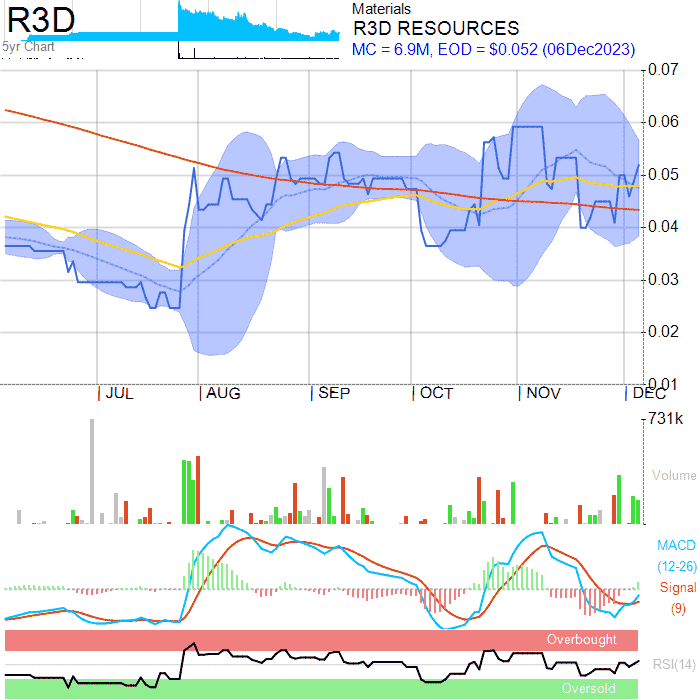 R3D
5yr Chart
Materials
R3D RESOURCES
MC = 6.9M, EOD = $0.052 (06Dec2023)
0.07
0.06
0.05
0.04
0.03
0.02
0.01
JUL AUG SEP OCT NOV DEC
731k
Volume
MACD
(12-26)
Signal
(9)
Overbought
RSI(14)
Oversold